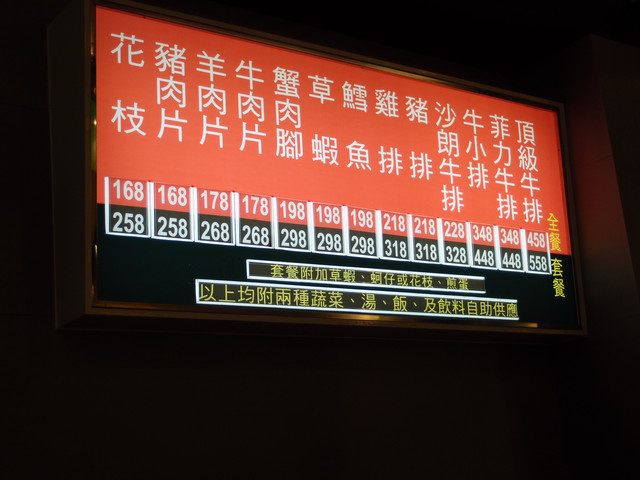 頂級牛排
菲力牛排
牛小排
沙朗牛排
豬排
雞排
鱈魚
草蝦
蟹肉腳
牛肉片
羊肉片
豬肉片
花枝
168 168 178 178 198 198 198 218 218 228 348 348 458 全餐
258 258 268 268 298 298 298 318 318 328 448 448 558 套餐
套餐附加草蝦、蚵仔或花枝、煎蛋
以上均附兩種蔬菜、湯、飯、及飲料自助供應